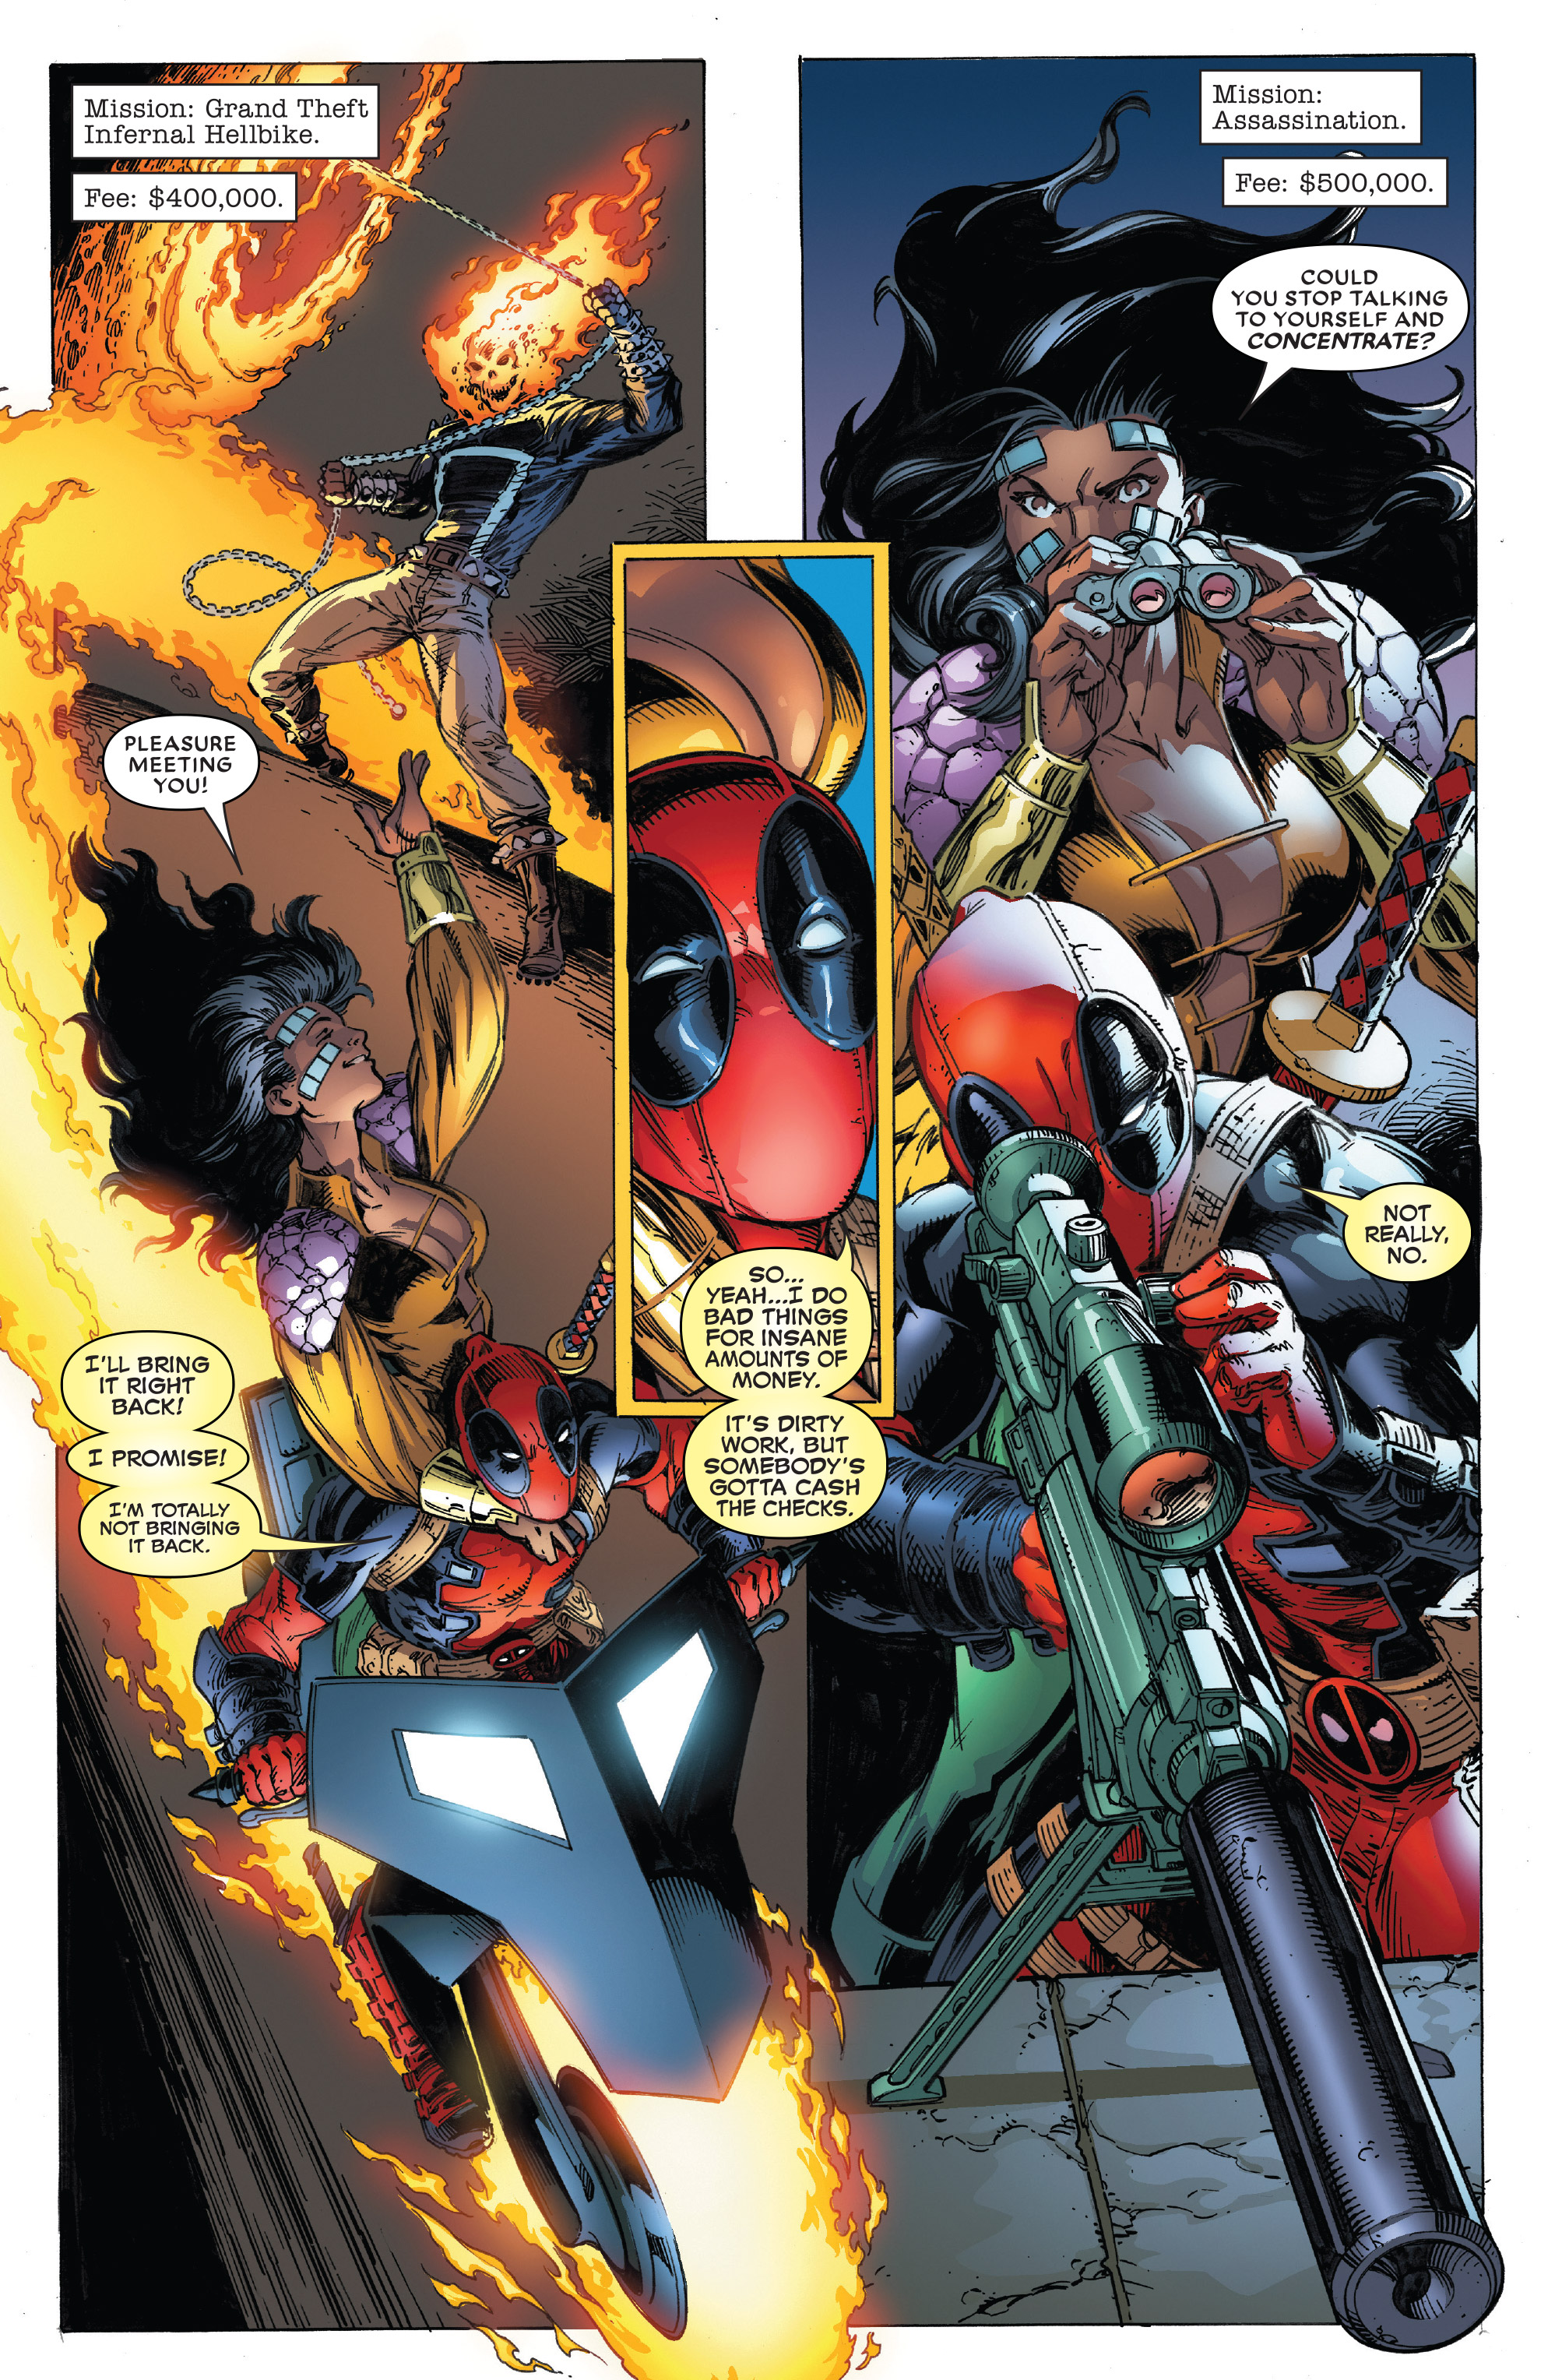 Mission: Grand Theft
Infernal Hellbike.
Fee: $400,000.
PLEASURE
MEETING
YOU!
I'LL BRING
IT RIGHT
BACK!
I PROMISE!
I'M TOTALLY
NOT BRINGING
IT BACK.
SO...
YEAH...I DO
BAD THINGS
FOR INSANE
AMOUNTS OF
MONEY.
IT'S DIRTY
WORK, BUT
SOMEBODY'S
GOTTA CASH
THE CHECKS.
Mission:
Assassination.
Fee: $500,000.
COULD
YOU STOP TALKING
TO YOURSELF AND
CONCENTRATE?
NOT
REALLY,
NO.